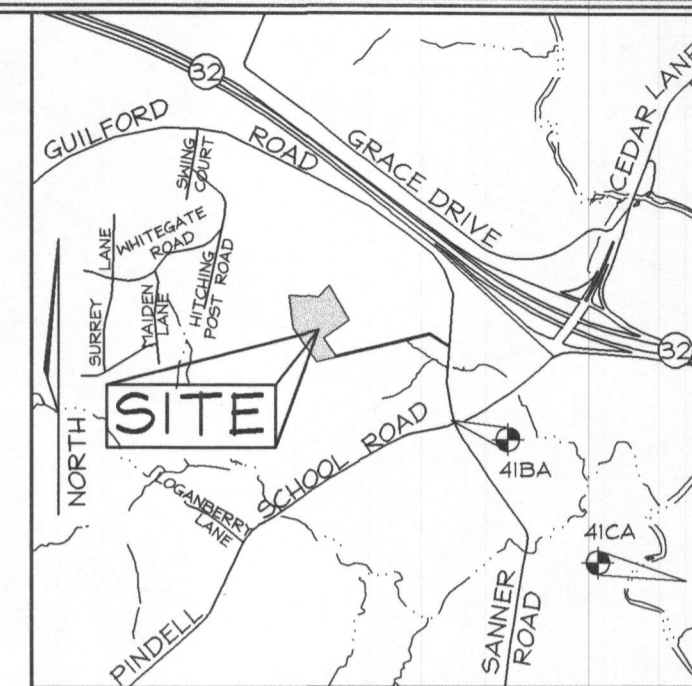 32
GUILFORD
ROAD
GRACE DRIVE
CEDAR LANE
SWING
COURT
WHITEGATE
ROAD
SURREY
LANE
MAIDEN
LANE
HITCHING
POST ROAD
32
SITE
NORTH
SCHOOL ROAD
41BA
LOGANBERRY
LANE
41CA
SANNER
ROAD
PINDELL